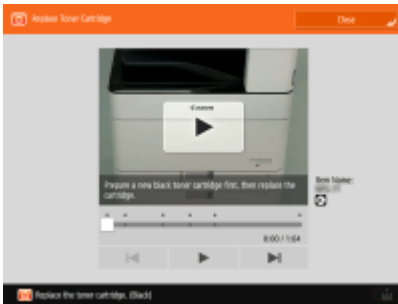 Replace Toner Cartridge
Close
Canon
Prepare a new black toner cartridge first, then replace the
cartridge.
Item Name:
0:00 / 1:04
Replace the toner cartridge. (Black)